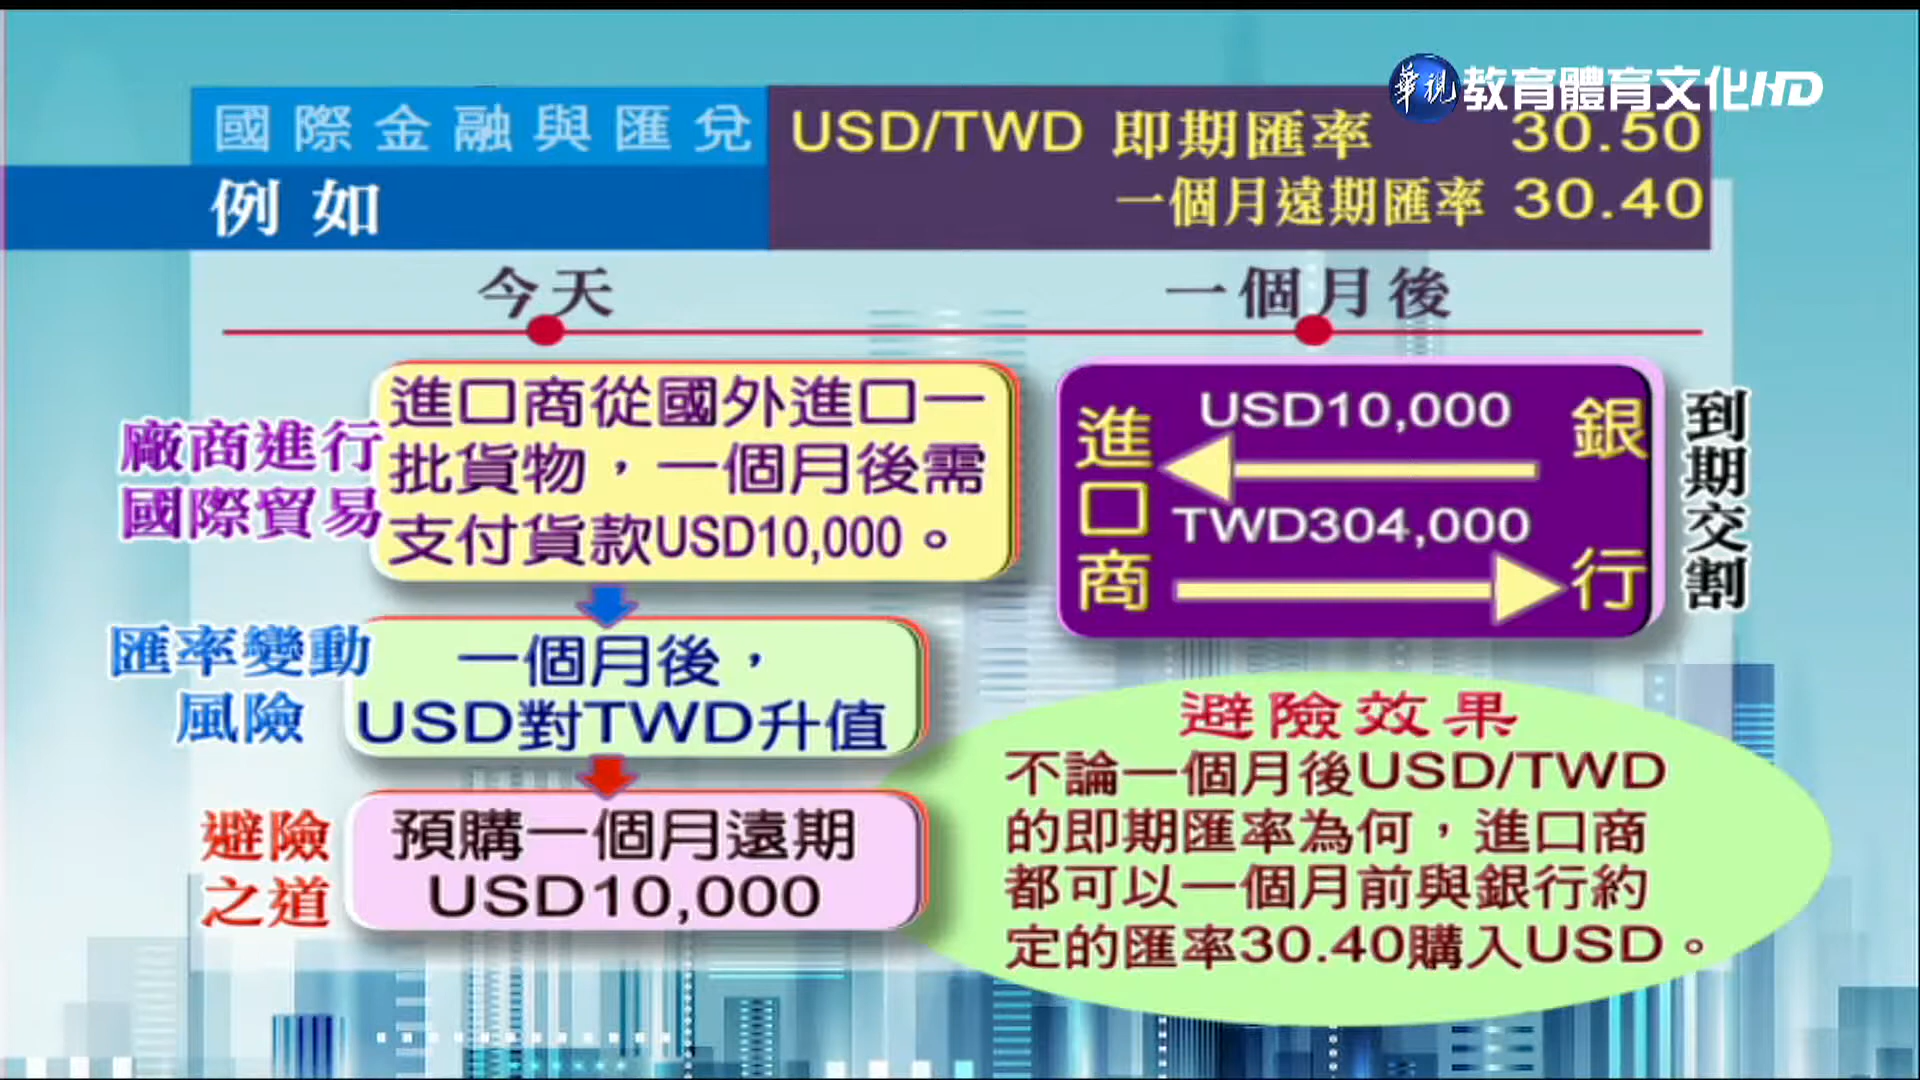 華視 教育體育文化HD
國際金融與匯兌
例如
USD/TWD 即期匯率 30.50
一個月遠期匯率 30.40
今天
一個月後
廠商進行
國際貿易
進口商從國外進口一
批貨物，一個月後需
支付貨款USD10,000。
匯率變動
風險
一個月後，
USD對TWD升值
避險
之道
預購一個月遠期
USD10,000
進口商
USD10,000
TWD304,000
銀行
到期交割
避險效果
不論一個月後USD/TWD
的即期匯率為何，進口商
都可以一個月前與銀行約
定的匯率30.40購入USD。